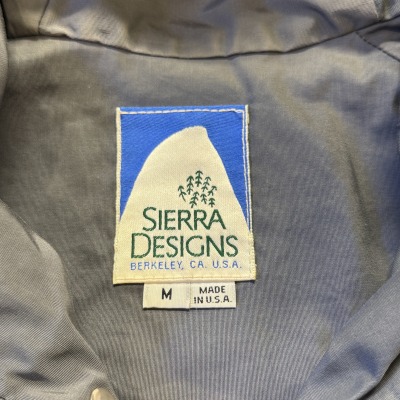 SIERRA
DESIGNS
BERKELEY, CA. U.S.A.
M
MADE
IN U.S.A.